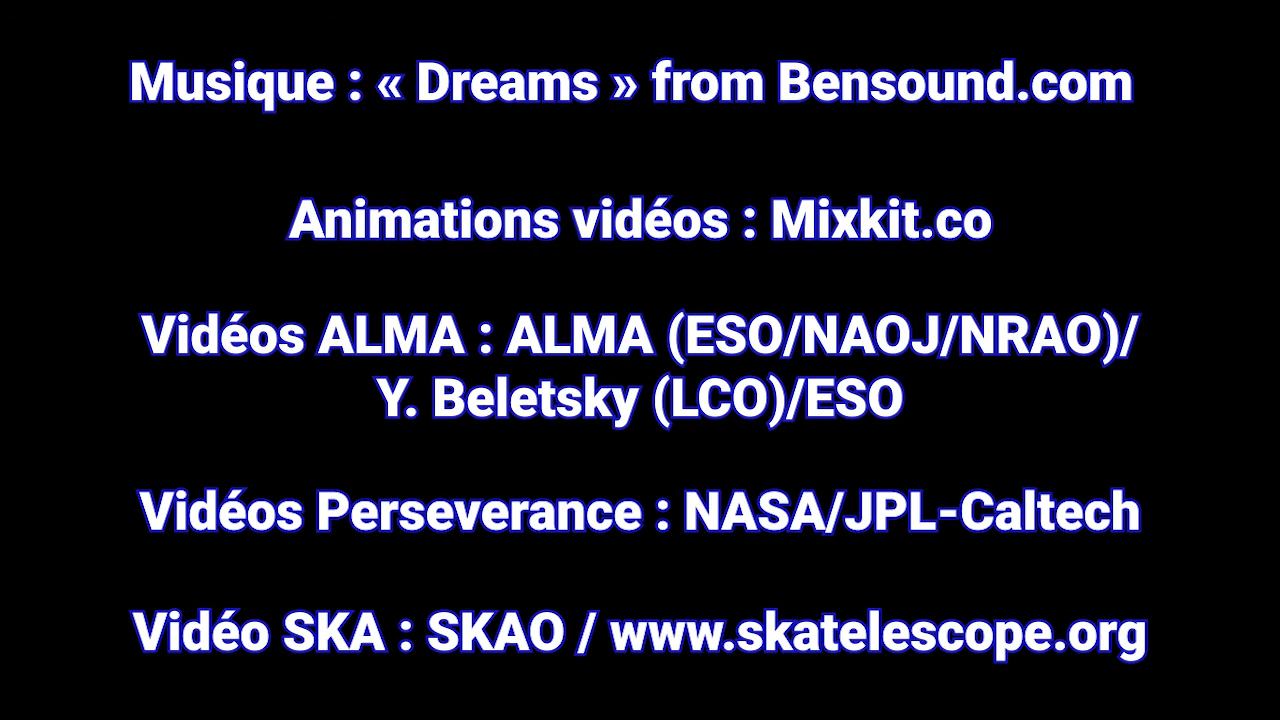 Musique : « Dreams » from Bensound.com
Animations vidéos : Mixkit.co
Vidéos ALMA : ALMA (ESO/NAOJ/NRAO)/
Y. Beletsky (LCO)/ESO
Vidéos Perseverance : NASA/JPL-Caltech
Vidéo SKA : SKAO / www.skatelescope.org